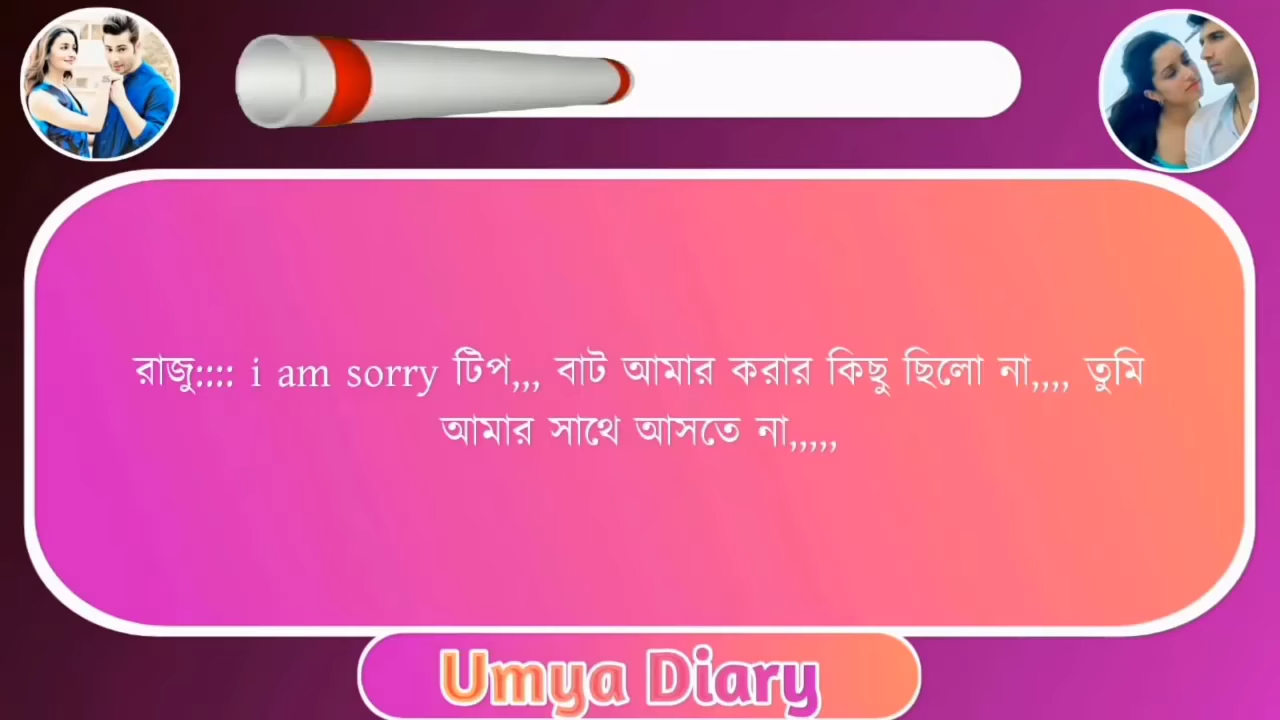 রাজু:::: i am sorry টিপ,,, বাট আমার করার কিছু ছিলো না,,,, তুমি
আমার সাথে আসতে না,,,,,
Umya Diary